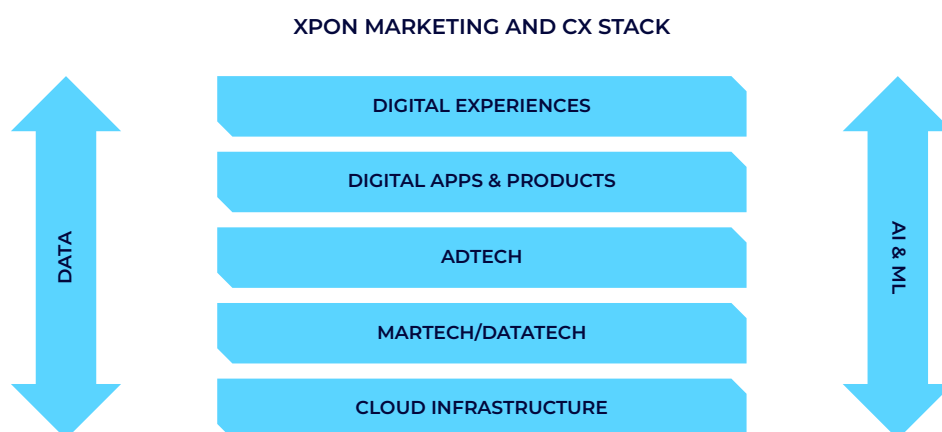 XPON MARKETING AND CX STACK
DIGITAL EXPERIENCES
DIGITAL APPS & PRODUCTS
ADTECH
MARTECH/DATATECH
CLOUD INFRASTRUCTURE
DATA
AI & ML